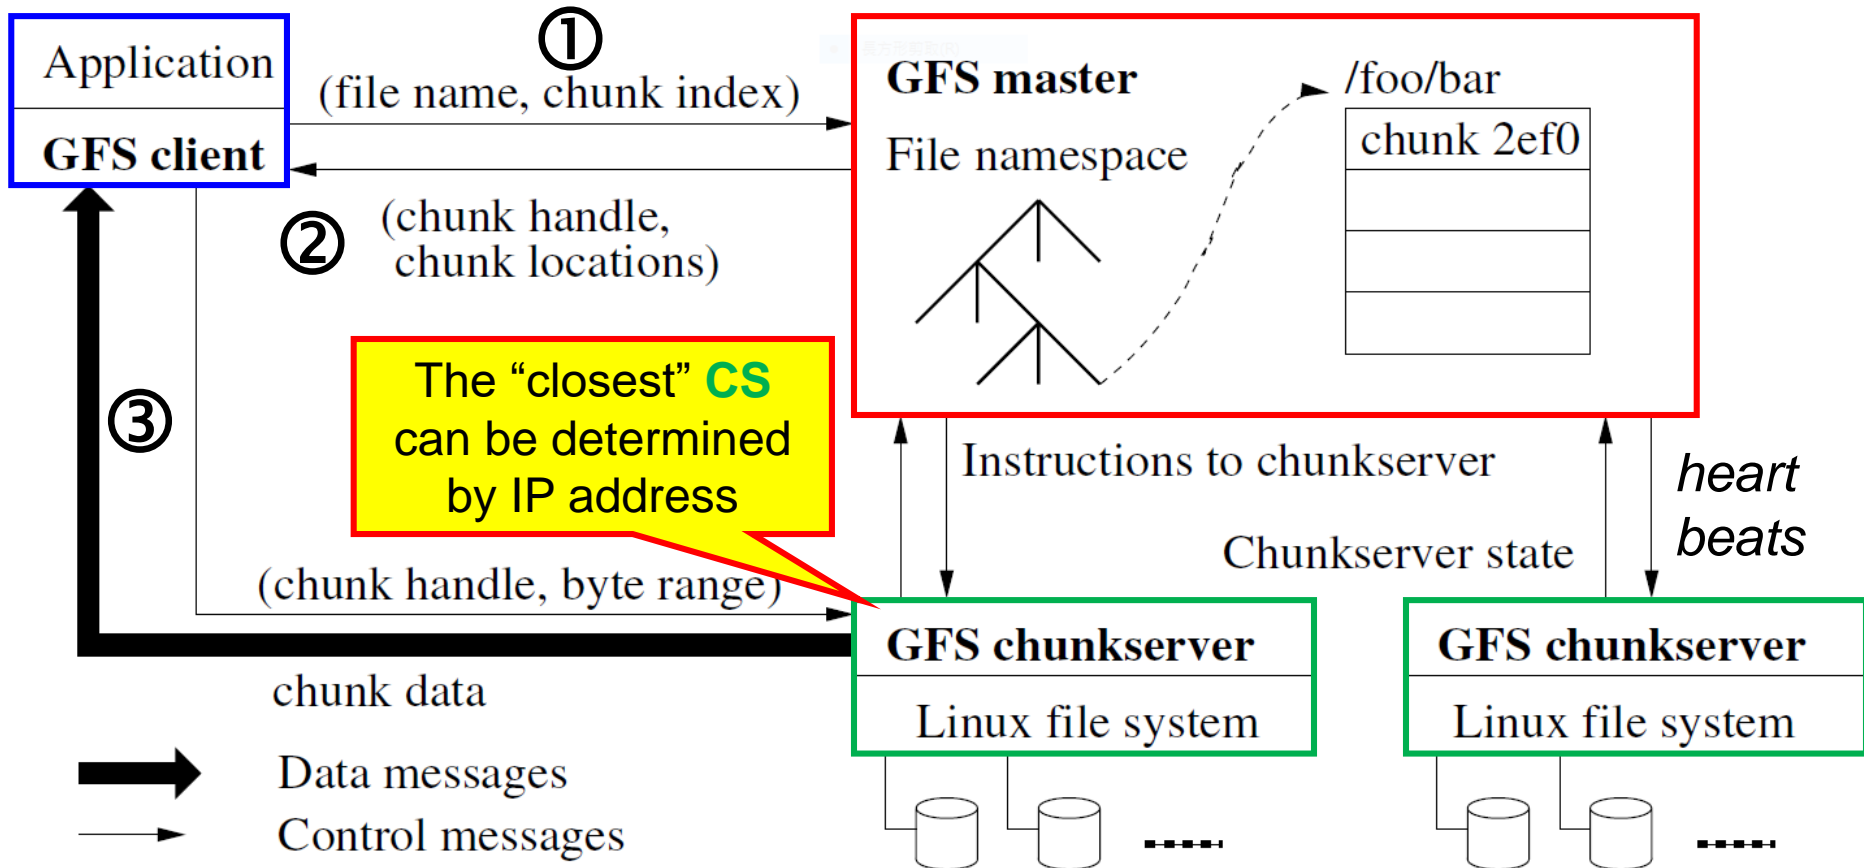 ①
Application
(file name, chunk index)
GFS client
GFS master
/foo/bar
chunk 2ef0
File namespace
②
(chunk handle,
chunk locations)
③
The “closest” CS
can be determined
by IP address
Instructions to chunkserver
heart
beats
Chunkserver state
(chunk handle, byte range)
GFS chunkserver
Linux file system
GFS chunkserver
Linux file system
chunk data
Data messages
Control messages